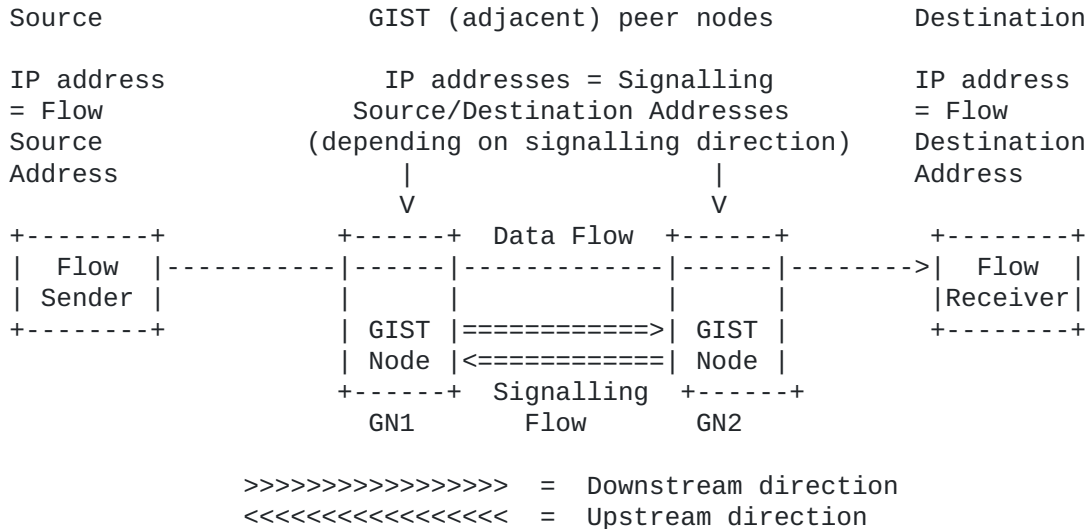 Source                 GIST (adjacent) peer nodes         Destination

IP address              IP addresses = Signalling         IP address
= Flow                Source/Destination Addresses        = Flow
Source             (depending on signalling direction)    Destination
Address                  |                   |            Address
                         V                   V
+--------+           +------+  Data Flow  +------+         +--------+
|  Flow  |-----------|------|-------------|------|-------->|  Flow  |
| Sender |           |      |             |      |         |Receiver|
+--------+           | GIST |============>| GIST |         +--------+
                     | Node |<============| Node |
                     +------+  Signalling  +------+
                       GN1       Flow       GN2

               >>>>>>>>>>>>>>>>>  =  Downstream direction
               <<<<<<<<<<<<<<<<<  =  Upstream direction